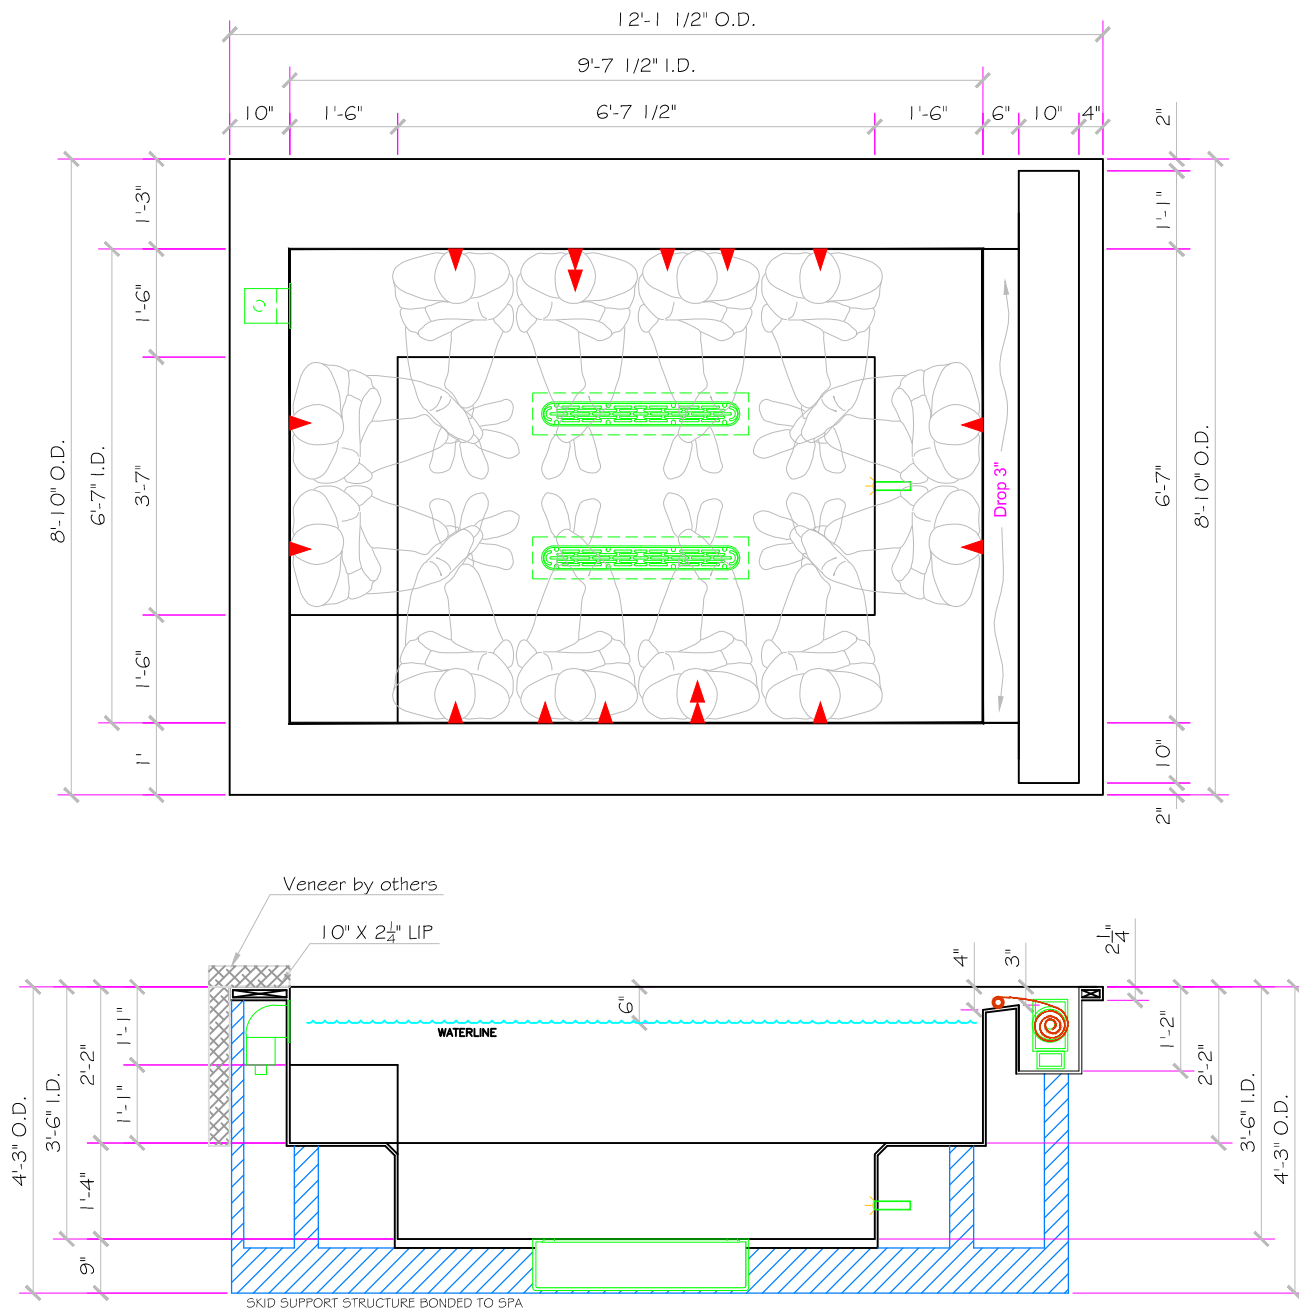 12'-1 1/2" O.D.
9'-7 1/2" I.D.
10" 1'-6" 6'-7 1/2" 1'-6" 6" 10" 4"
2"
1'-3"
1'-1"
1'-6"
8'-10" O.D.
6'-7" I.D.
3'-7"
Drop 3"
6'-7"
8'-10" O.D.
1'-6"
1'
10"
2"
Veneer by others
10" X 2 1/4" LIP
4"
3"
2 1/4"
6"
WATERLINE
1'-1"
2'-2"
1'-1"
3'-6" I.D.
4'-3" O.D.
1'-4"
9"
1'-2"
2'-2"
3'-6" I.D.
4'-3" O.D.
SKID SUPPORT STRUCTURE BONDED TO SPA